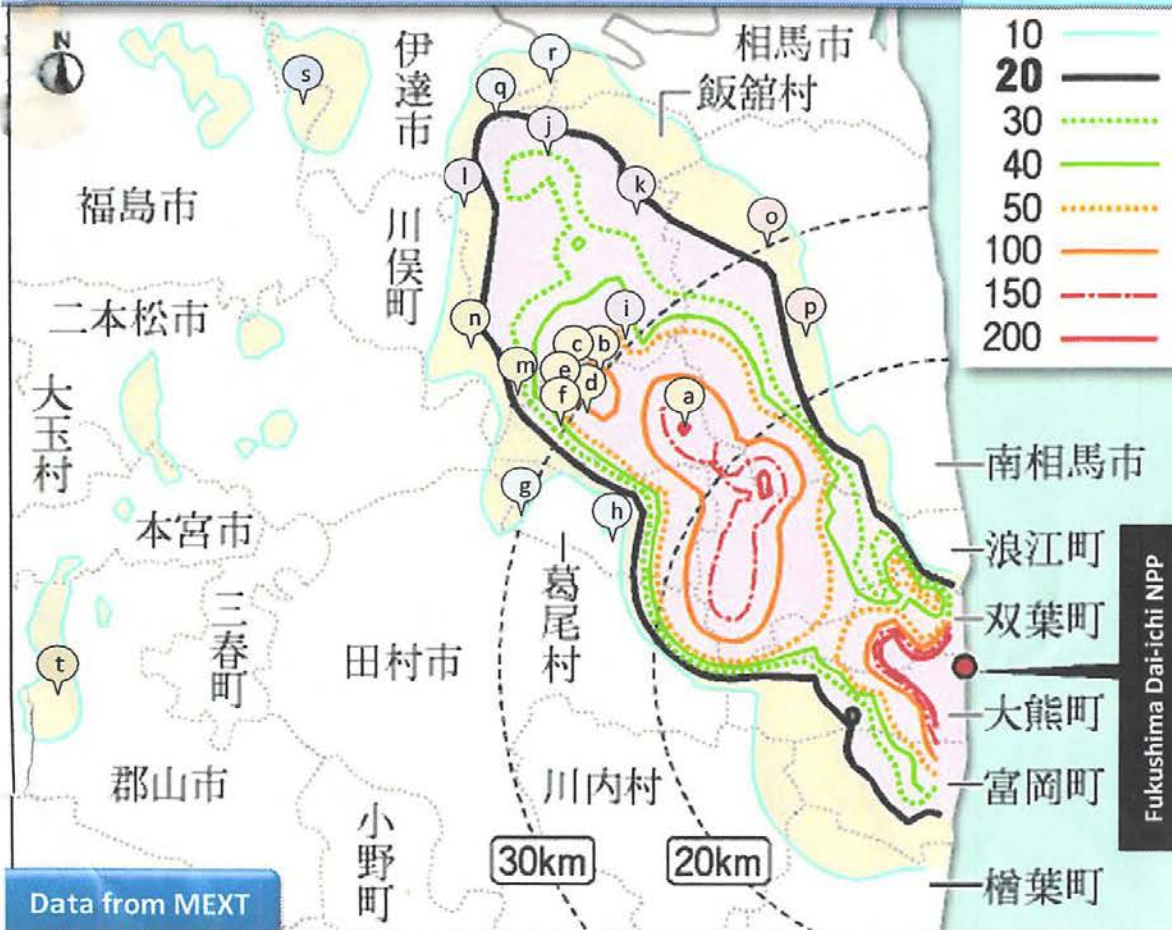 N
伊達市
相馬市
飯舘村
福島市
川俣町
二本松市
大玉村
本宮市
三春町
田村市
葛尾村
郡山市
小野町
川内村
30km
20km
10
20
30
40
50
100
150
200
南相馬市
浪江町
双葉町
大熊町
富岡町
楢葉町
Fukushima Dai-ichi NPP
s
r
q
j
l
k
o
p
n
i
c
b
m
e
d
f
a
g
h
t
Data from MEXT